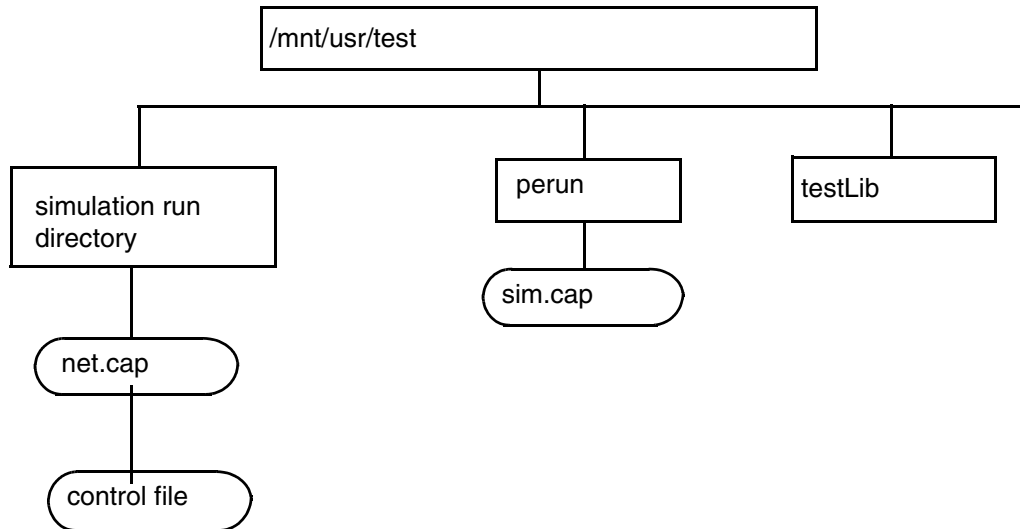 /mnt/usr/test
simulation run
directory
perun
testLib
sim.cap
net.cap
control file